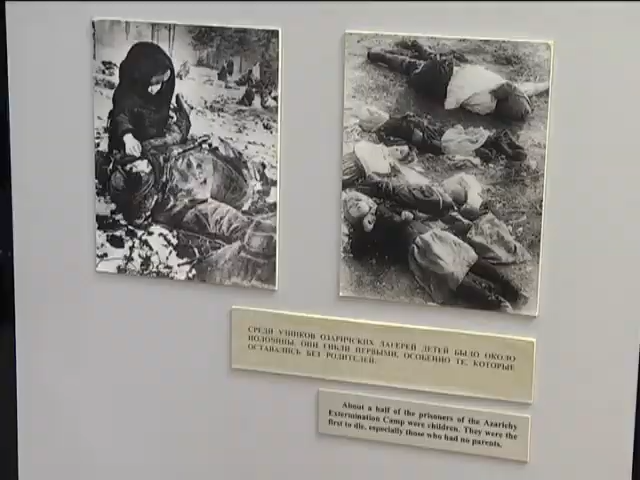 СРЕДИ УЗНИКОВ ОЗАРИЧСКИХ ЛАГЕРЕЙ ДЕТЕЙ БЫЛО ОКОЛО
ПОЛОВИНЫ. ОНИ ГИБЛИ ПЕРВЫМИ, ОСОБЕННО ТЕ, КОТОРЫЕ
ОСТАВАЛИСЬ БЕЗ РОДИТЕЛЕЙ.
About a half of the prisoners of the Azarichy
Extermination Camp were children. They were the
first to die, especially those who had no parents.